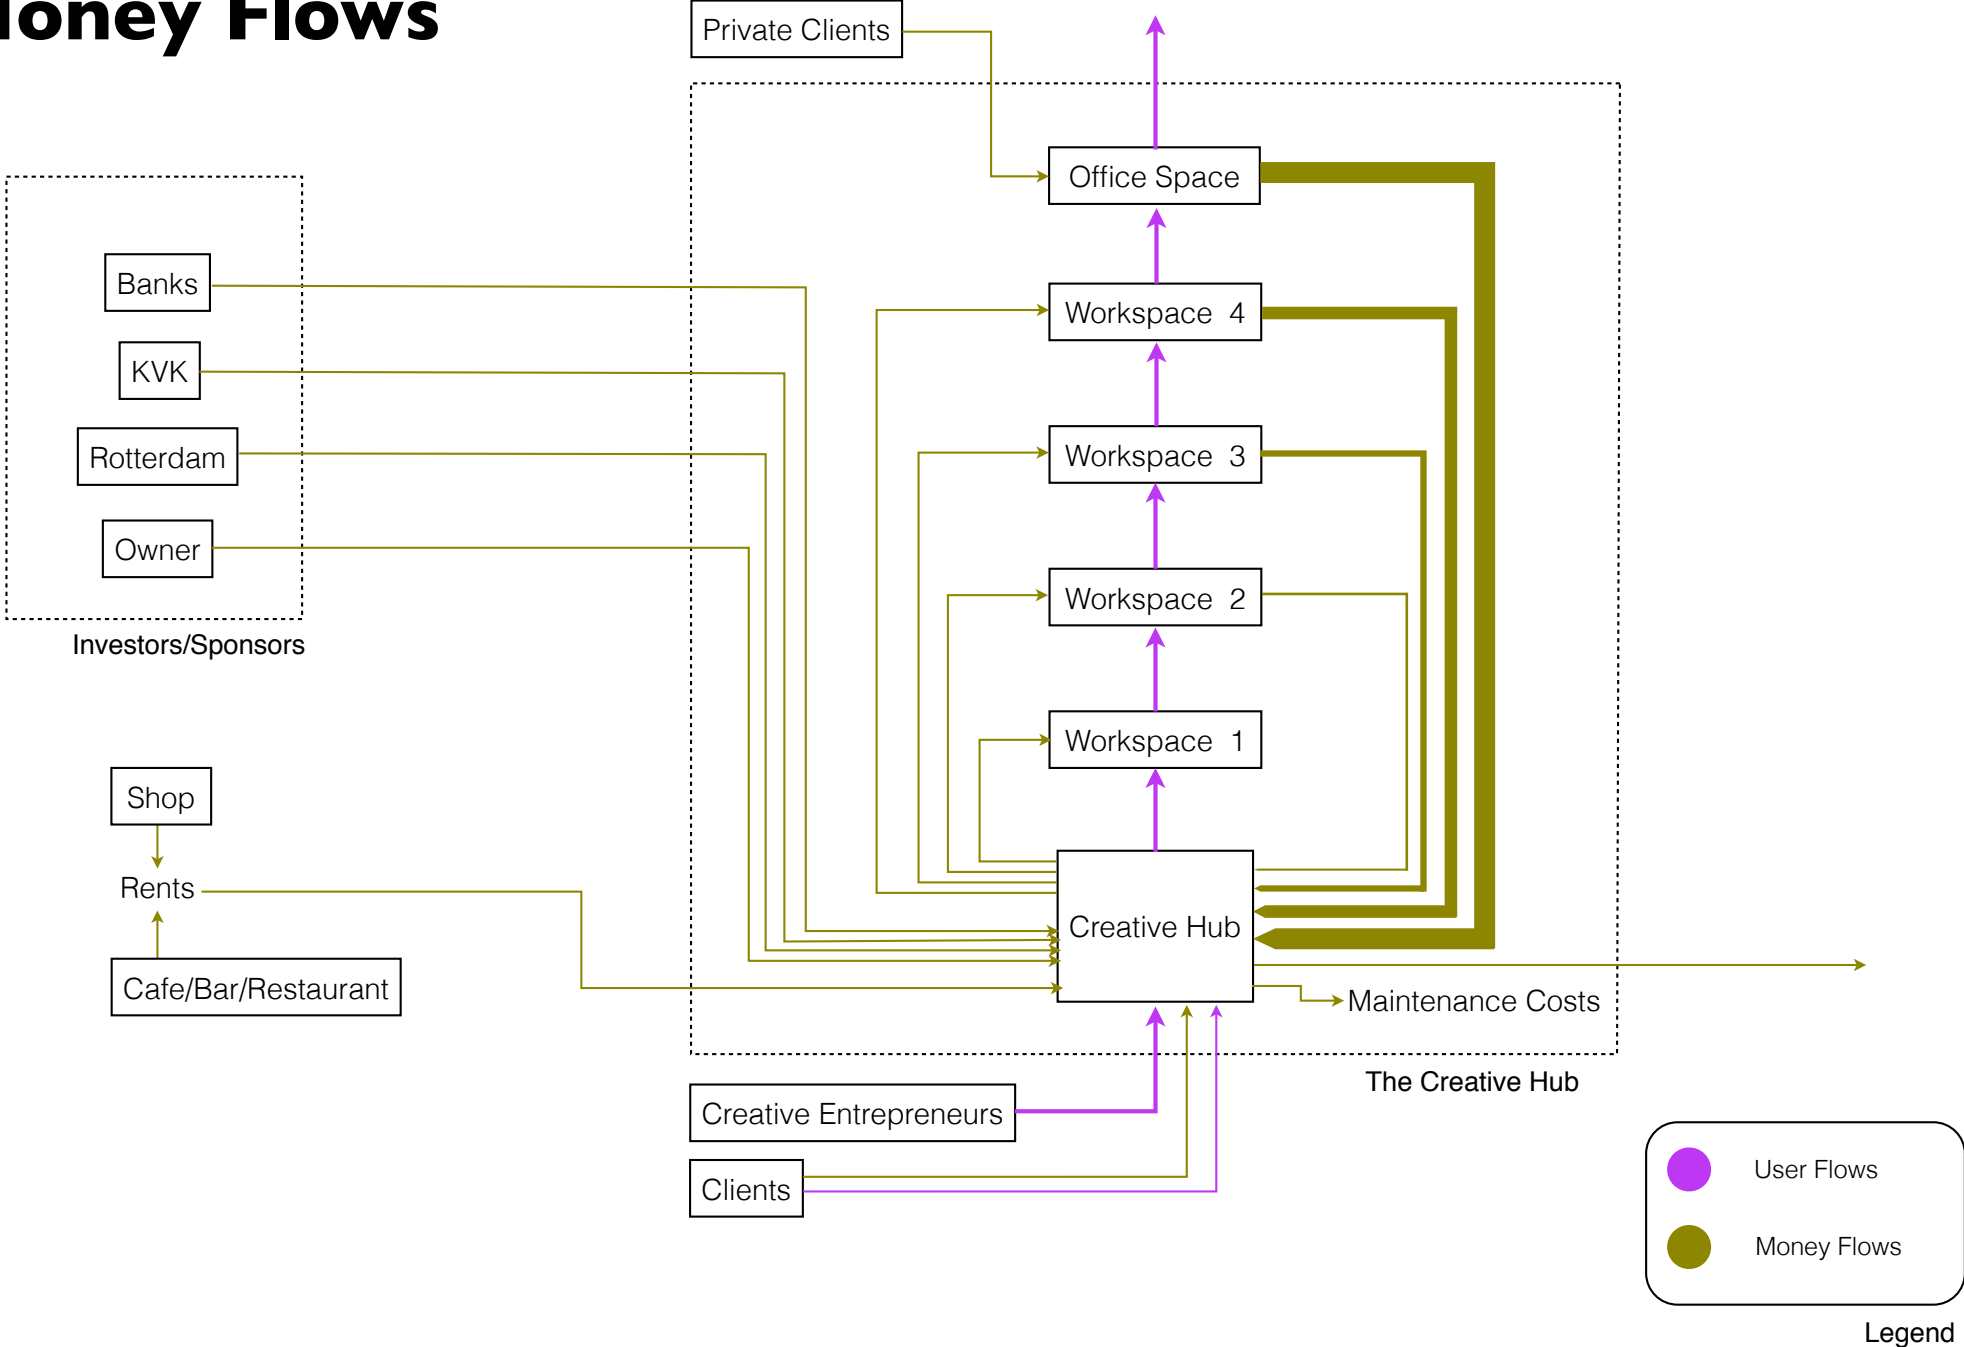 Money Flows
Private Clients
Office Space
Banks
Workspace 4
KVK
Rotterdam
Workspace 3
Owner
Workspace 2
Investors/Sponsors
Workspace 1
Shop
Rents
Creative Hub
Cafe/Bar/Restaurant
Maintenance Costs
The Creative Hub
Creative Entrepreneurs
Clients
User Flows
Money Flows
Legend